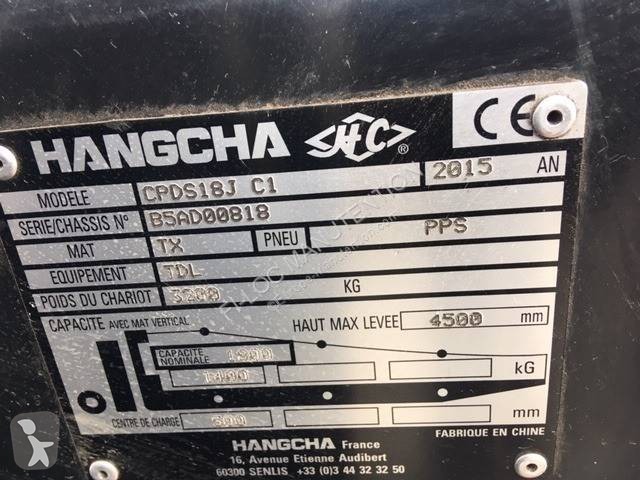 HANGCHA HC ® CE
MODELE CPDS18J C1 2015 AN
SERIE/CHASSIS N° B5AD00818
MAT TX PNEU PPS
EQUIPEMENT TDL
POIDS DU CHARIOT 3200 KG
CAPACITE AVEC MAT VERTICAL HAUT MAX LEVEE 4500 mm
CAPACITE NOMINALE 1800
1400 kG
CENTRE DE CHARGE 500 mm
HANGCHA France FABRIQUE EN CHINE
16, Avenue Etienne Audibert
60300 SENLIS +33 (0)3 44 32 32 50